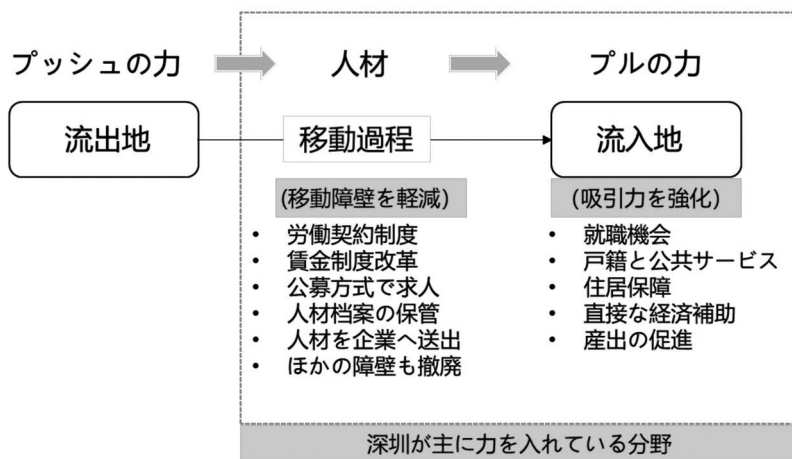 プッシュの力
人材
プルの力
流出地
移動過程
流入地
(移動障壁を軽減)
• 労働契約制度
• 賃金制度改革
• 公募方式で求人
• 人材档案の保管
• 人材を企業へ送出
• ほかの障壁も撤廃
(吸引力を強化)
• 就職機会
• 戸籍と公共サービス
• 住居保障
• 直接な経済補助
• 産出の促進
深圳が主に力を入れている分野